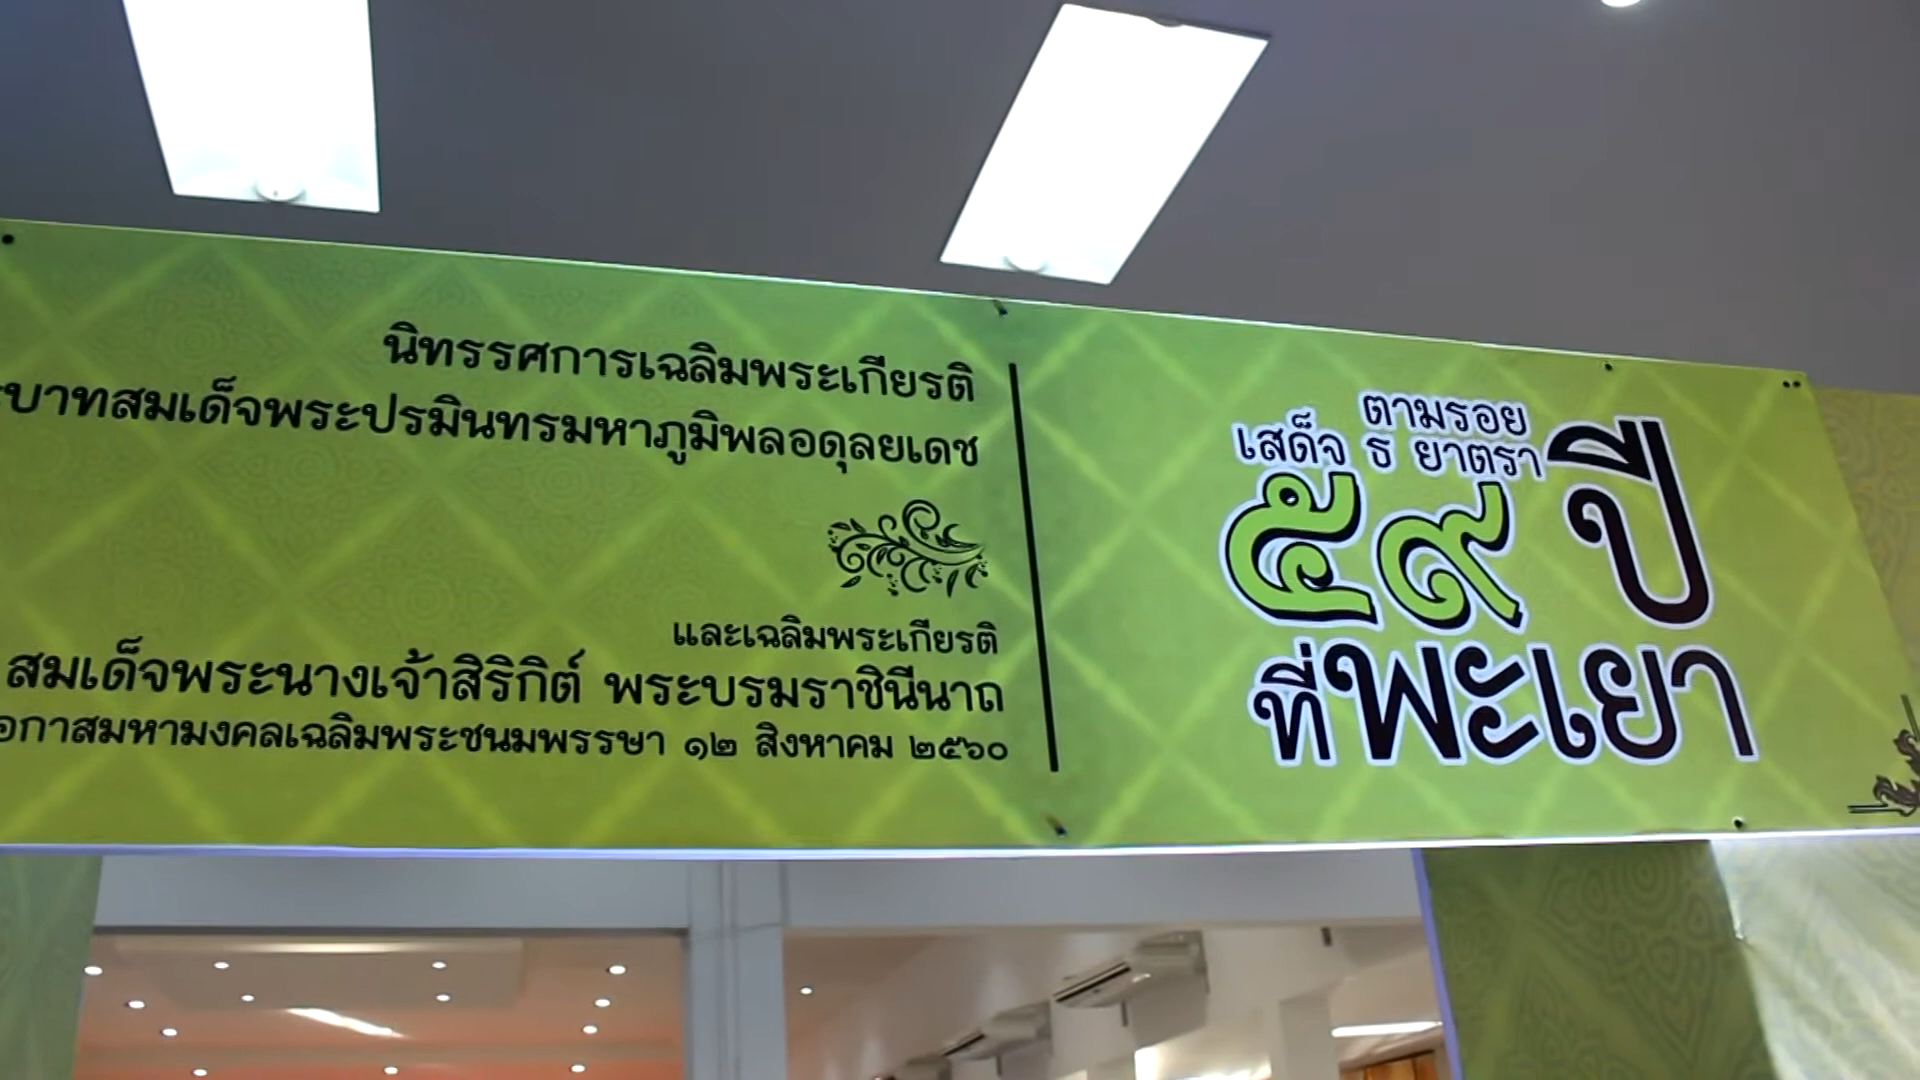 นิทรรศการเฉลิมพระเกียรติ
บาทสมเด็จพระปรมินทรมหาภูมิพลอดุลยเดช
และเฉลิมพระเกียรติ
สมเด็จพระนางเจ้าสิริกิติ์ พระบรมราชินีนาถ
อกาสมหามงคลเฉลิมพระชนมพรรษา ๑๒ สิงหาคม ๒๕๖๐
ตามรอย
เสด็จ ธ ยาตรา
๕๙ ปี
ที่พะเยา